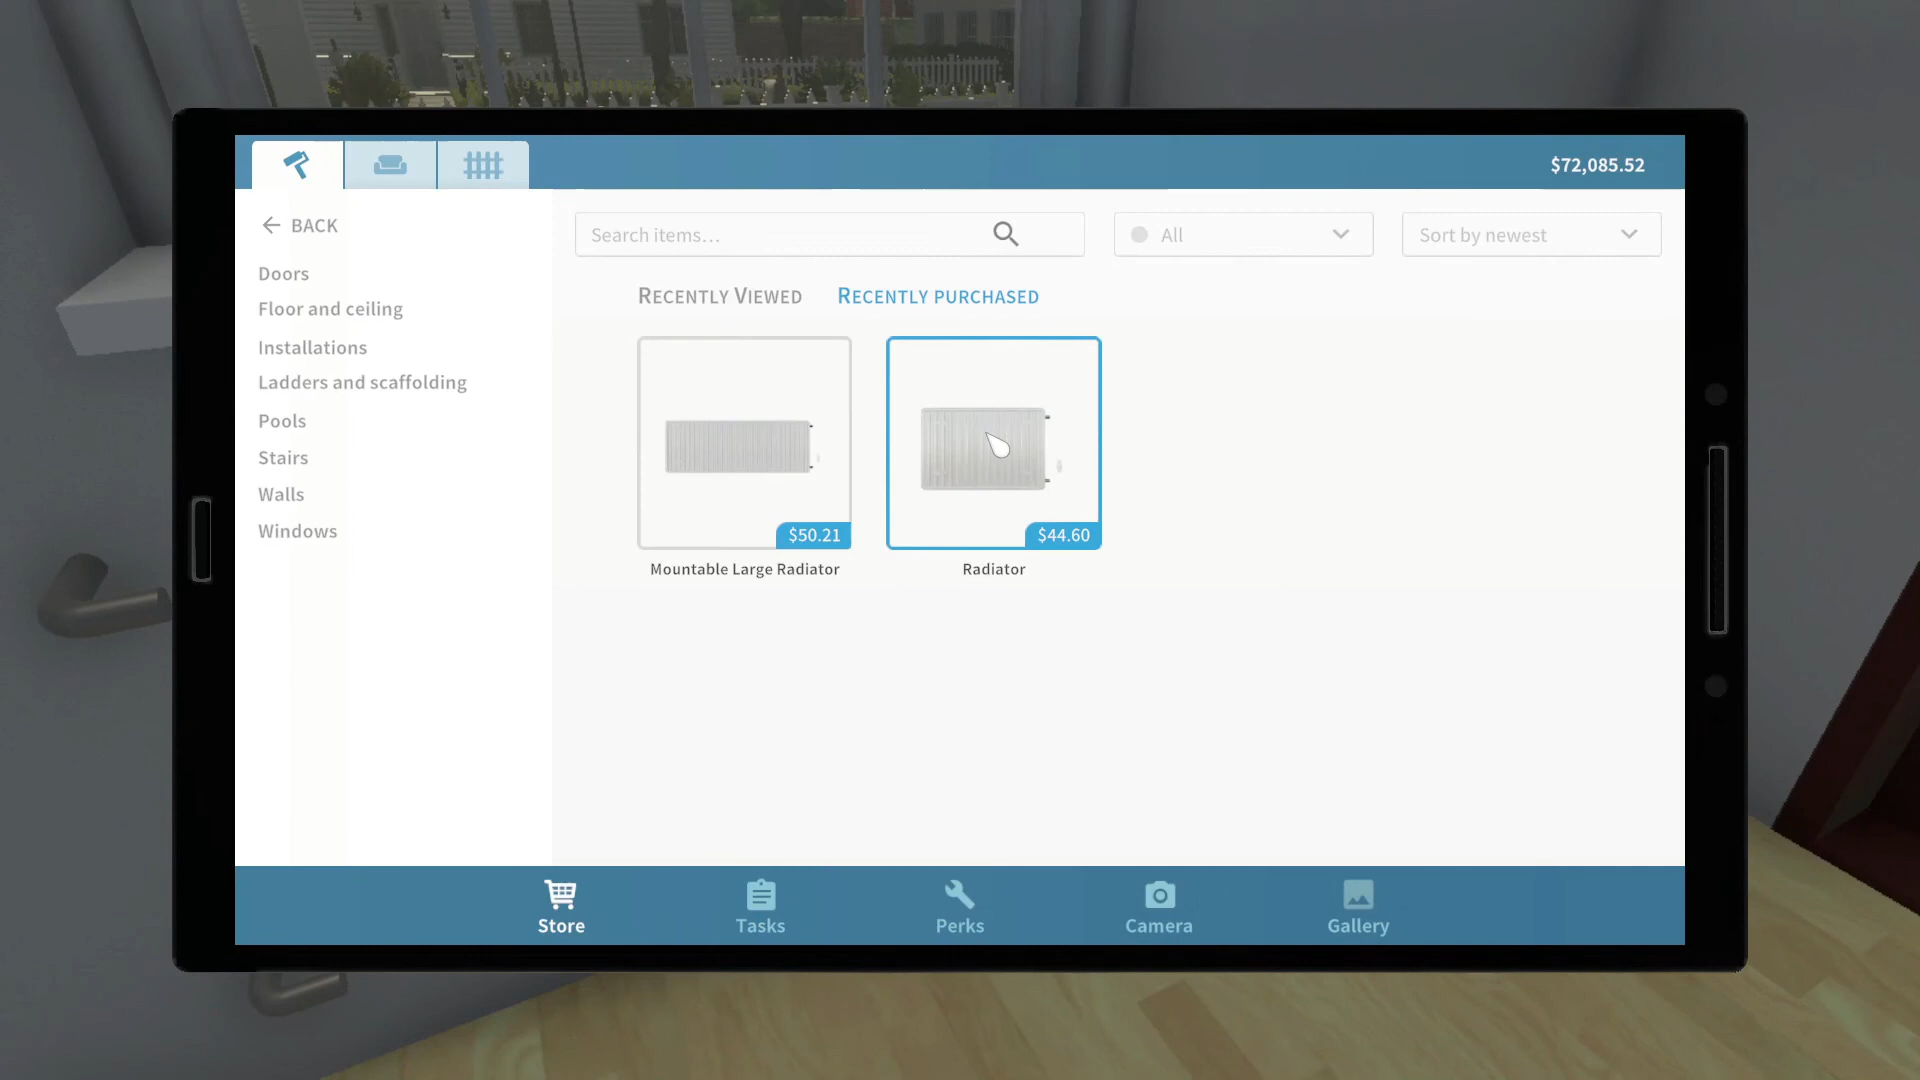 $72,085.52
BACK
Search items...
All
Sort by newest
Doors
Floor and ceiling
Installations
Ladders and scaffolding
Pools
Stairs
Walls
Windows
RECENTLY VIEWED
RECENTLY PURCHASED
$50.21
$44.60
Mountable Large Radiator
Radiator
Store
Tasks
Perks
Camera
Gallery